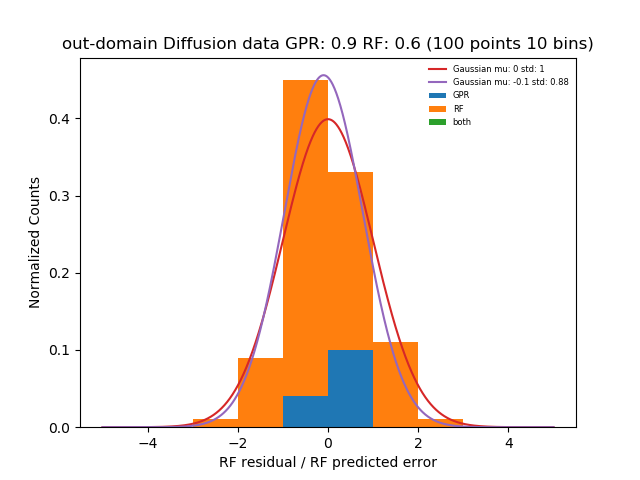 out-domain Diffusion data GPR: 0.9 RF: 0.6 (100 points 10 bins)
Gaussian mu: 0 std: 1
Gaussian mu: -0.1 std: 0.88
GPR
RF
both
Normalized Counts
0.4
0.3
0.2
0.1
0.0
−4
−2
0
2
4
RF residual / RF predicted error